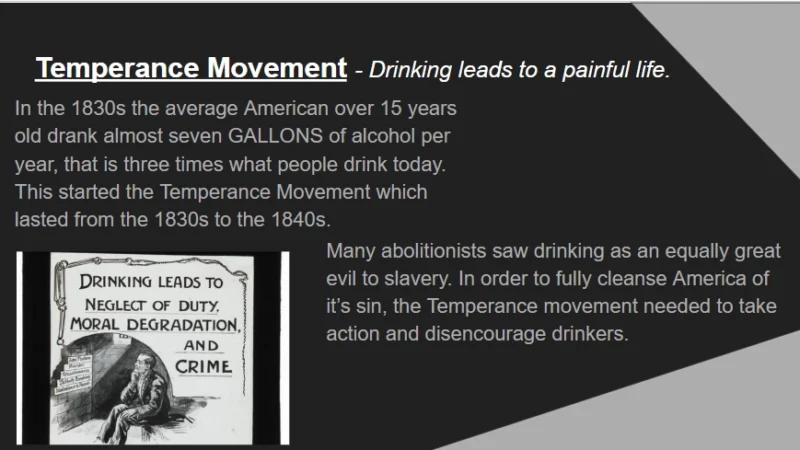 Temperance Movement - Drinking leads to a painful life.
In the 1830s the average American over 15 years
old drank almost seven GALLONS of alcohol per
year, that is three times what people drink today.
This started the Temperance Movement which
lasted from the 1830s to the 1840s.
Many abolitionists saw drinking as an equally great
evil to slavery. In order to fully cleanse America of
it's sin, the Temperance movement needed to take
action and disencourage drinkers.
DRINKING LEADS TO
NEGLECT OF DUTY,
MORAL DEGRADATION,
AND
CRIME